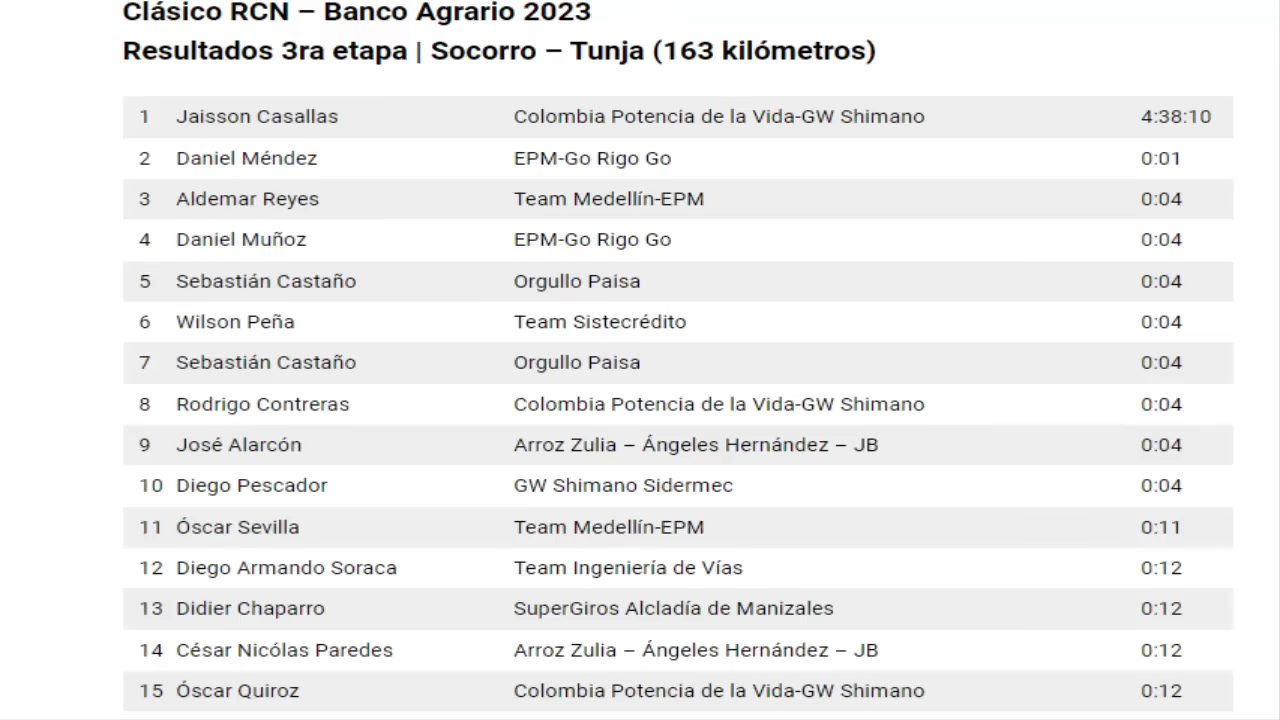 Clásico RCN – Banco Agrario 2023
Resultados 3ra etapa | Socorro – Tunja (163 kilómetros)
1 Jaisson Casallas Colombia Potencia de la Vida-GW Shimano 4:38:10
2 Daniel Méndez EPM-Go Rigo Go 0:01
3 Aldemar Reyes Team Medellín-EPM 0:04
4 Daniel Muñoz EPM-Go Rigo Go 0:04
5 Sebastián Castaño Orgullo Paisa 0:04
6 Wilson Peña Team Sistecrédito 0:04
7 Sebastián Castaño Orgullo Paisa 0:04
8 Rodrigo Contreras Colombia Potencia de la Vida-GW Shimano 0:04
9 José Alarcón Arroz Zulia – Ángeles Hernández – JB 0:04
10 Diego Pescador GW Shimano Sidermec 0:04
11 Óscar Sevilla Team Medellín-EPM 0:11
12 Diego Armando Soraca Team Ingeniería de Vías 0:12
13 Didier Chaparro SuperGiros Alcladía de Manizales 0:12
14 César Nicólas Paredes Arroz Zulia – Ángeles Hernández – JB 0:12
15 Óscar Quiroz Colombia Potencia de la Vida-GW Shimano 0:12